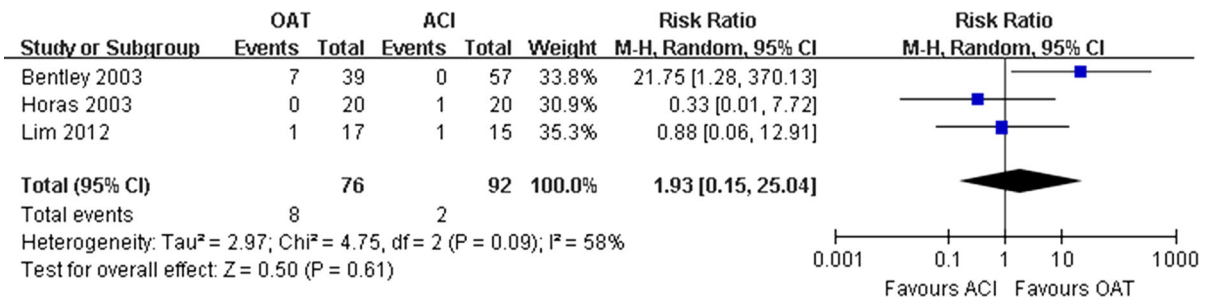 OAT ACI Risk Ratio Risk Ratio
Study or Subgroup Events Total Events Total Weight M-H, Random, 95% CI M-H, Random, 95% CI
Bentley 2003 7 39 0 57 33.8% 21.75 [1.28, 370.13]
Horas 2003 0 20 1 20 30.9% 0.33 [0.01, 7.72]
Lim 2012 1 17 1 15 35.3% 0.88 [0.06, 12.91]
Total (95% CI) 76 92 100.0% 1.93 [0.15, 25.04]
Total events 8 2
Heterogeneity: Tau² = 2.97; Chi² = 4.75, df = 2 (P = 0.09); I² = 58%
Test for overall effect: Z = 0.50 (P = 0.61)
0.001 0.1 1 10 1000
Favours ACI Favours OAT